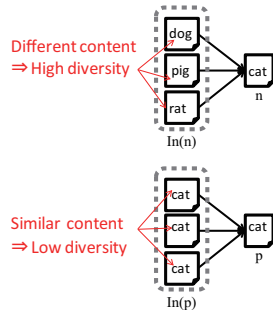 Different content
⇒ High diversity
dog
pig
rat
cat
n
In(n)
Similar content
⇒ Low diversity
cat
cat
cat
cat
p
In(p)